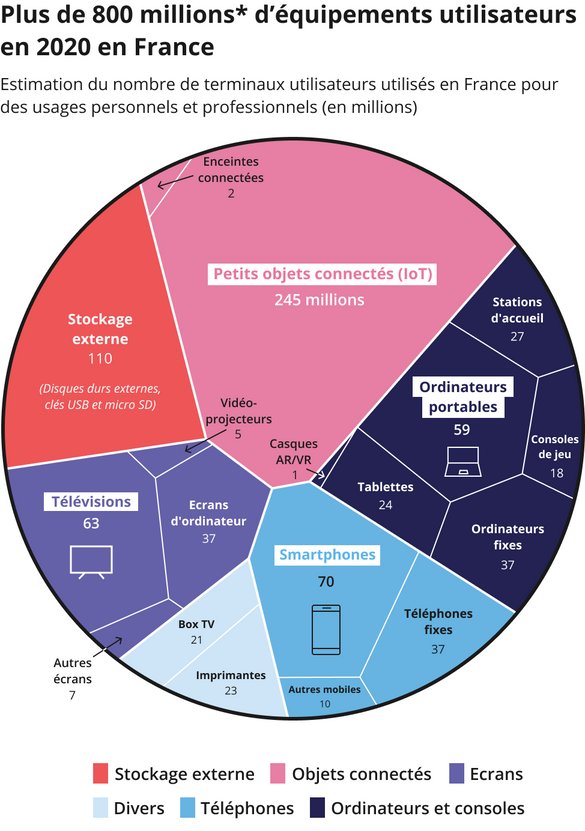 Plus de 800 millions* d’équipements utilisateurs
en 2020 en France
Estimation du nombre de terminaux utilisateurs utilisés en France pour
des usages personnels et professionnels (en millions)
Enceintes
connectées
2
Petits objets connectés (IoT)
245 millions
Stockage
externe
110
(Disques durs externes,
clés USB et micro SD)
Stations
d'accueil
27
Ordinateurs
portables
59
Consoles
de jeu
18
Vidéo-
projecteurs
5
Casques
AR/VR
1
Tablettes
24
Ordinateurs
fixes
37
Télévisions
63
Ecrans
d'ordinateur
37
Smartphones
70
Téléphones
fixes
37
Box TV
21
Imprimantes
23
Autres mobiles
10
Autres
écrans
7
Stockage externe
Objets connectés
Ecrans
Divers
Téléphones
Ordinateurs et consoles